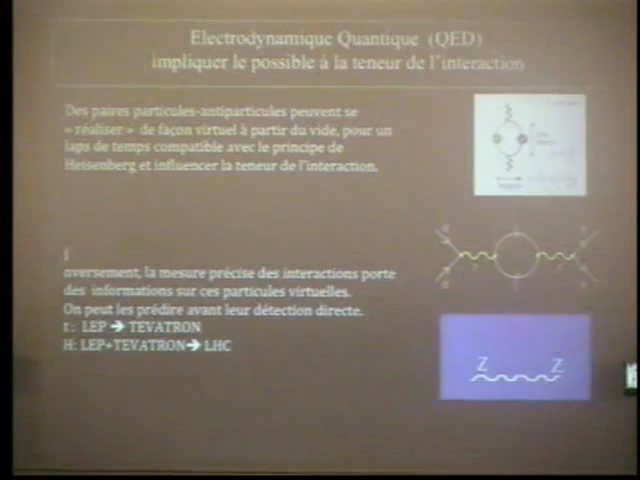 Electrodynamique Quantique (QED)
impliquer le possible à la teneur de l'interaction
Des paires particules-antiparticules peuvent se
« réaliser » de façon virtuel à partir du vide, pour un
laps de temps compatible avec le principe de
Heisenberg et influencer la teneur de l'interaction.
I
nversement, la mesure précise des interactions porte
des informations sur ces particules virtuelles.
On peut les prédire avant leur détection directe.
t : LEP ➔ TEVATRON
H: LEP+TEVATRON➔ LHC
Z Z